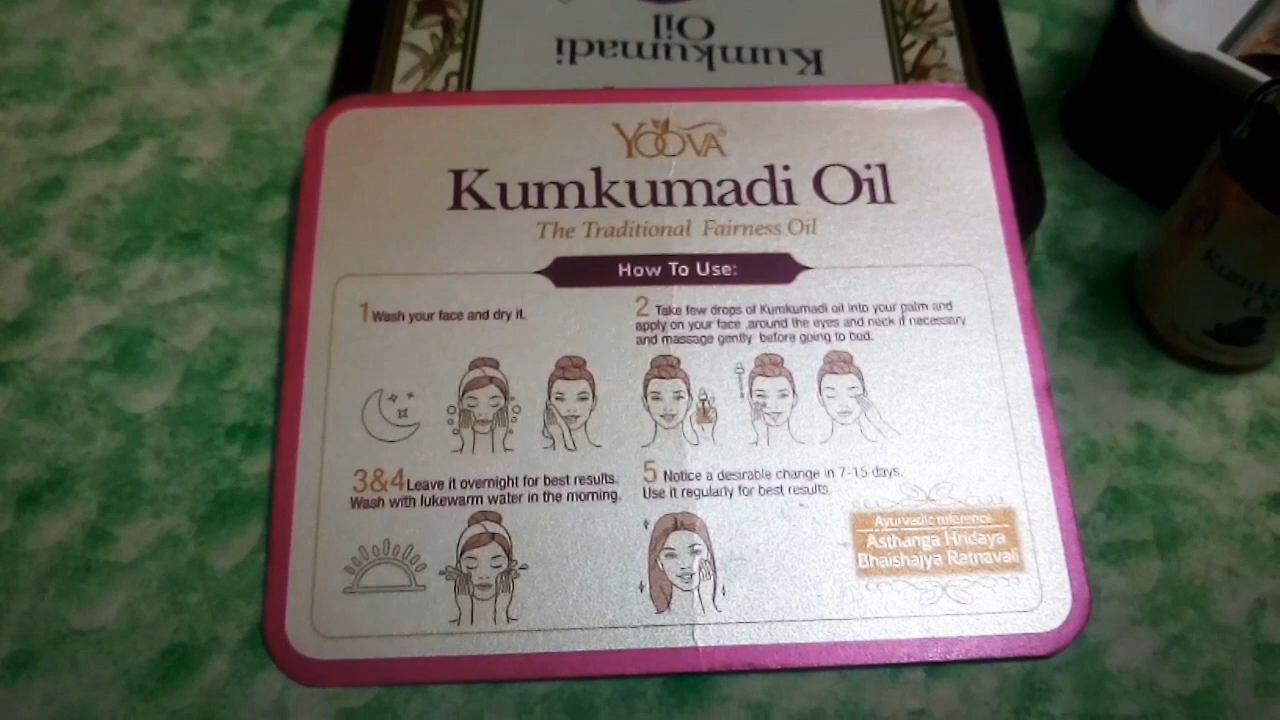 Kumkumadi
Oil
YOOVA®
Kumkumadi Oil
The Traditional Fairness Oil
How To Use:
1 Wash your face and dry it.
2 Take few drops of Kumkumadi oil into your palm and
apply on your face ,around the eyes and neck if necessary
and massage gently before going to bed.
3&4 Leave it overnight for best results.
Wash with lukewarm water in the morning.
5 Notice a desirable change in 7-15 days.
Use it regularly for best results
Ayurvedic reference
Asthanga Hridaya
Bhaishajya Ratnavali